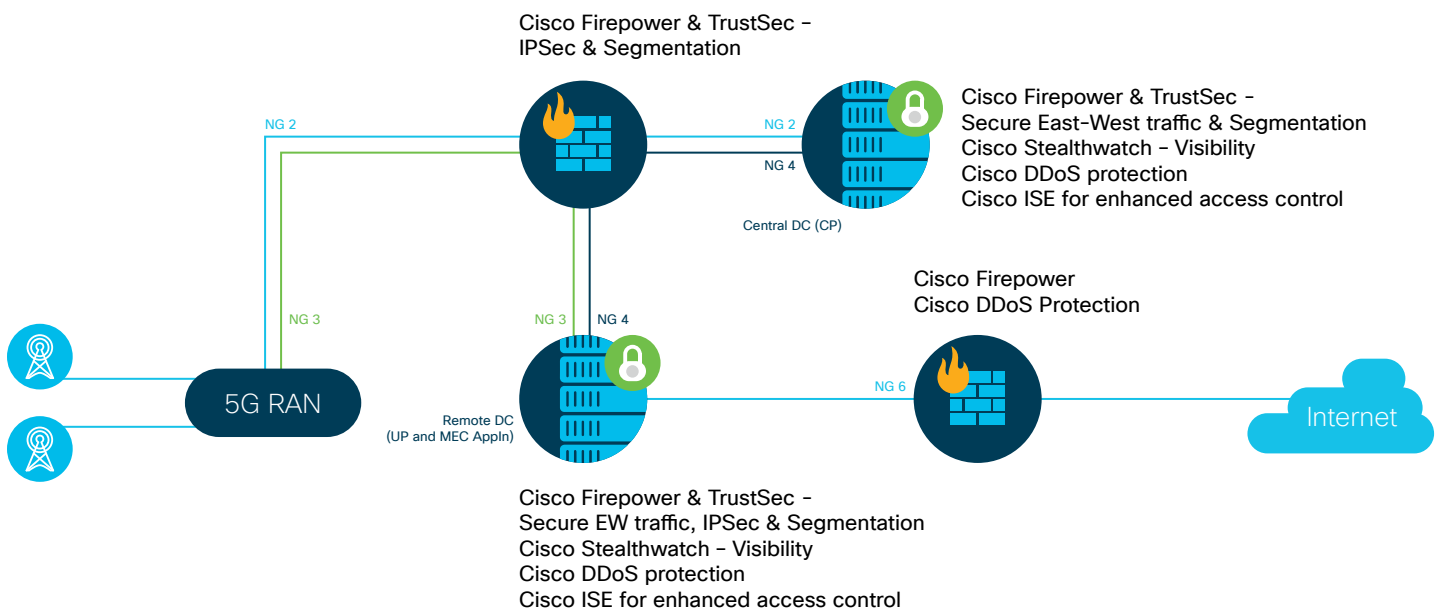 Cisco Firepower & TrustSec –
IPSec & Segmentation
NG 2
NG 2
NG 4
Cisco Firepower & TrustSec –
Secure East-West traffic & Segmentation
Cisco Stealthwatch – Visibility
Cisco DDoS protection
Cisco ISE for enhanced access control
Central DC (CP)
Cisco Firepower
Cisco DDoS Protection
NG 3
NG 3
NG 4
5G RAN
Remote DC
(UP and MEC AppIn)
NG 6
Internet
Cisco Firepower & TrustSec –
Secure EW traffic, IPSec & Segmentation
Cisco Stealthwatch – Visibility
Cisco DDoS protection
Cisco ISE for enhanced access control